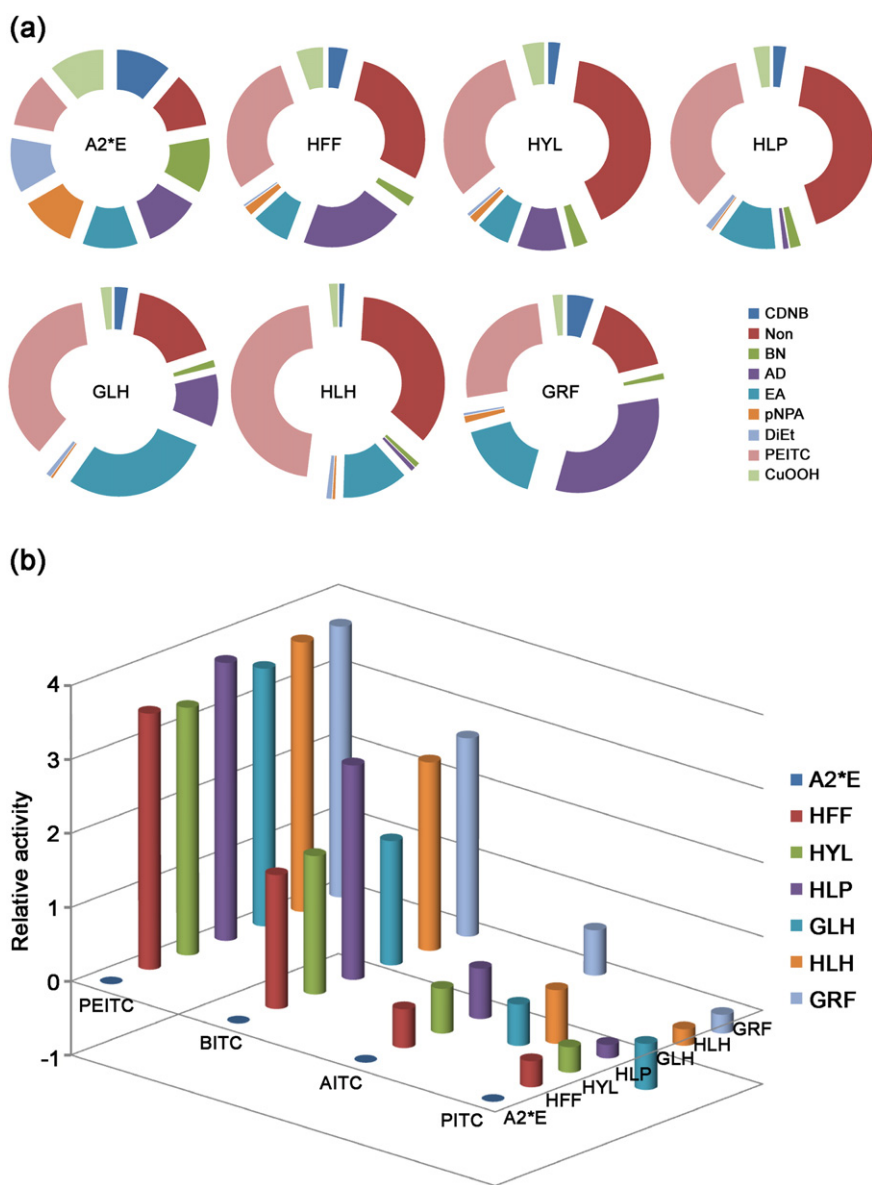 (a)
A2*E
HFF
HYL
HLP
GLH
HLH
GRF
CDNB
Non
BN
AD
EA
pNPA
DiEt
PEITC
CuOOH
(b)
Relative activity
4
3
2
1
0
-1
PEITC
BITC
AITC
PITC
A2*E
HFF
HYL
HLP
GLH
HLH
GRF
A2*E
HFF
HYL
HLP
GLH
HLH
GRF